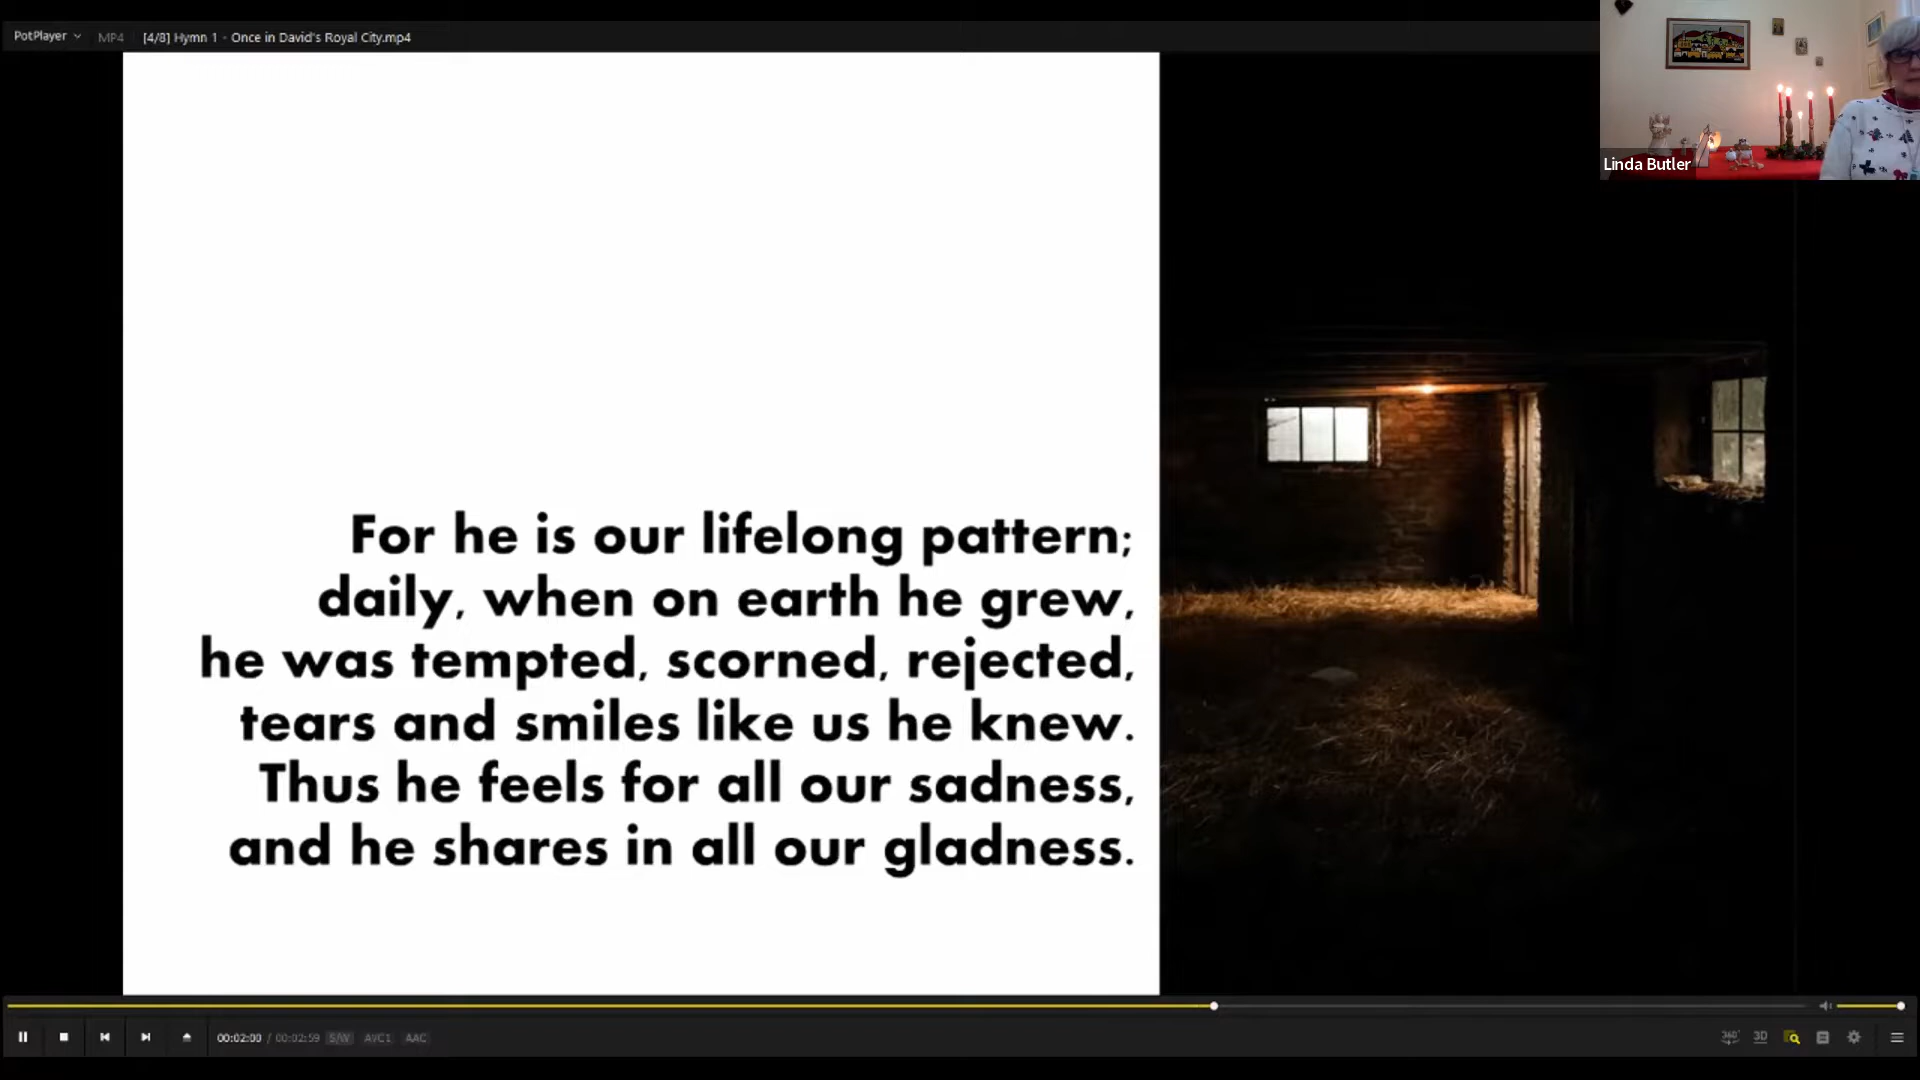 PotPlayer MP4 [4/8] Hymn 1 - Once in David's Royal City.mp4
Linda Butler
For he is our lifelong pattern;
daily, when on earth he grew,
he was tempted, scorned, rejected,
tears and smiles like us he knew.
Thus he feels for all our sadness,
and he shares in all our gladness.
00:02:00 / 00:02:59 S/W AVC1 AAC
360° 3D